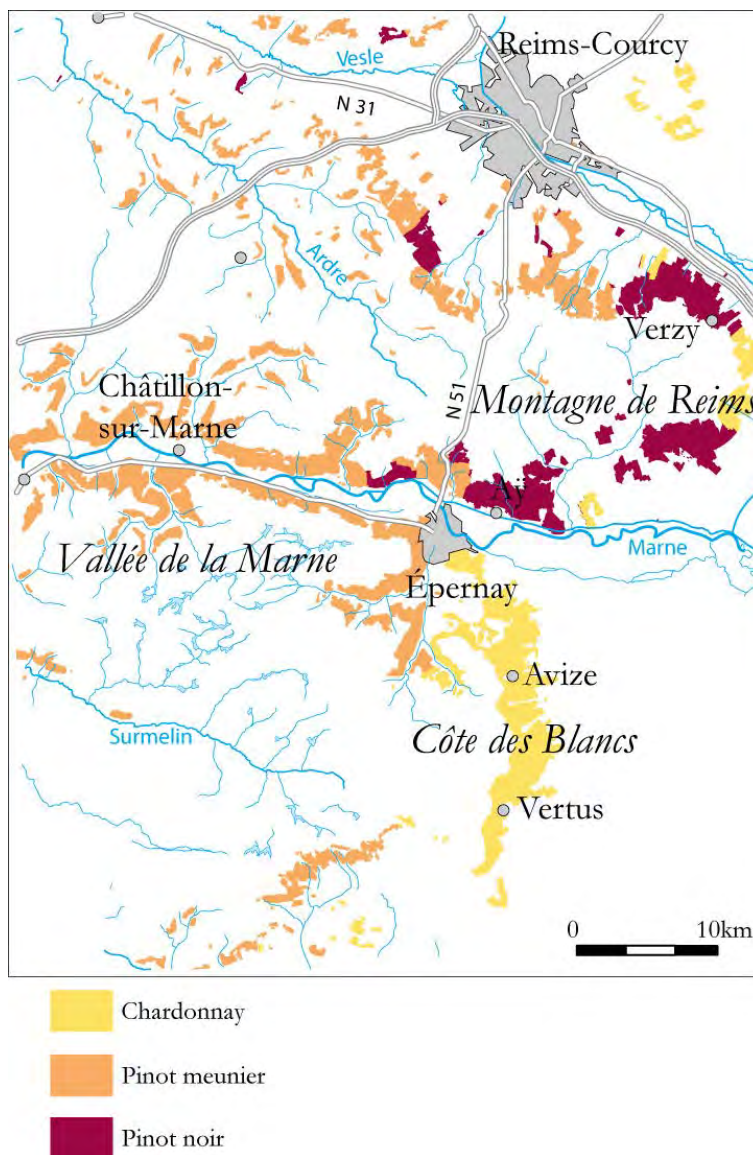 Reims-Courcy
Vesle
N 31
Ardre
Verzy
Châtillon-
sur-Marne
N 51
Montagne de Reims
Aÿ
Vallée de la Marne
Marne
Épernay
Avize
Surmelin
Côte des Blancs
Vertus
0 10km
Chardonnay
Pinot meunier
Pinot noir